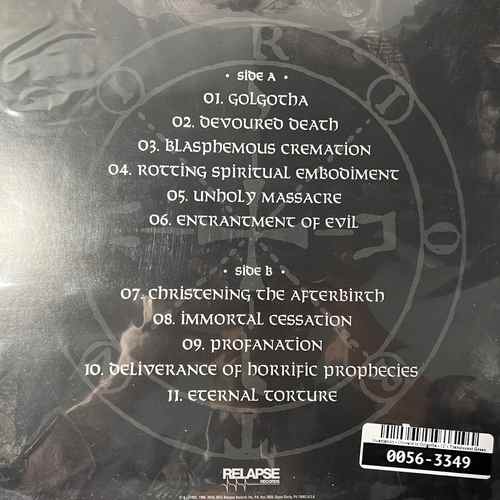 • SIDE A •
01. GOLGOTHA
02. DEVOURED DEATH
03. BLASPHEMOUS CREMATION
04. ROTTING SPIRITUAL EMBODIMENT
05. UNHOLY MASSACRE
06. ENTRANTMENT OF EVIL
• SIDE B •
07. CHRISTENING THE AFTERBIRTH
08. IMMORTAL CESSATION
09. PROFANATION
10. DELIVERANCE OF HORRIFIC PROPHECIES
11. ETERNAL TORTURE
0056-3349
RELAPSE
RECORDS